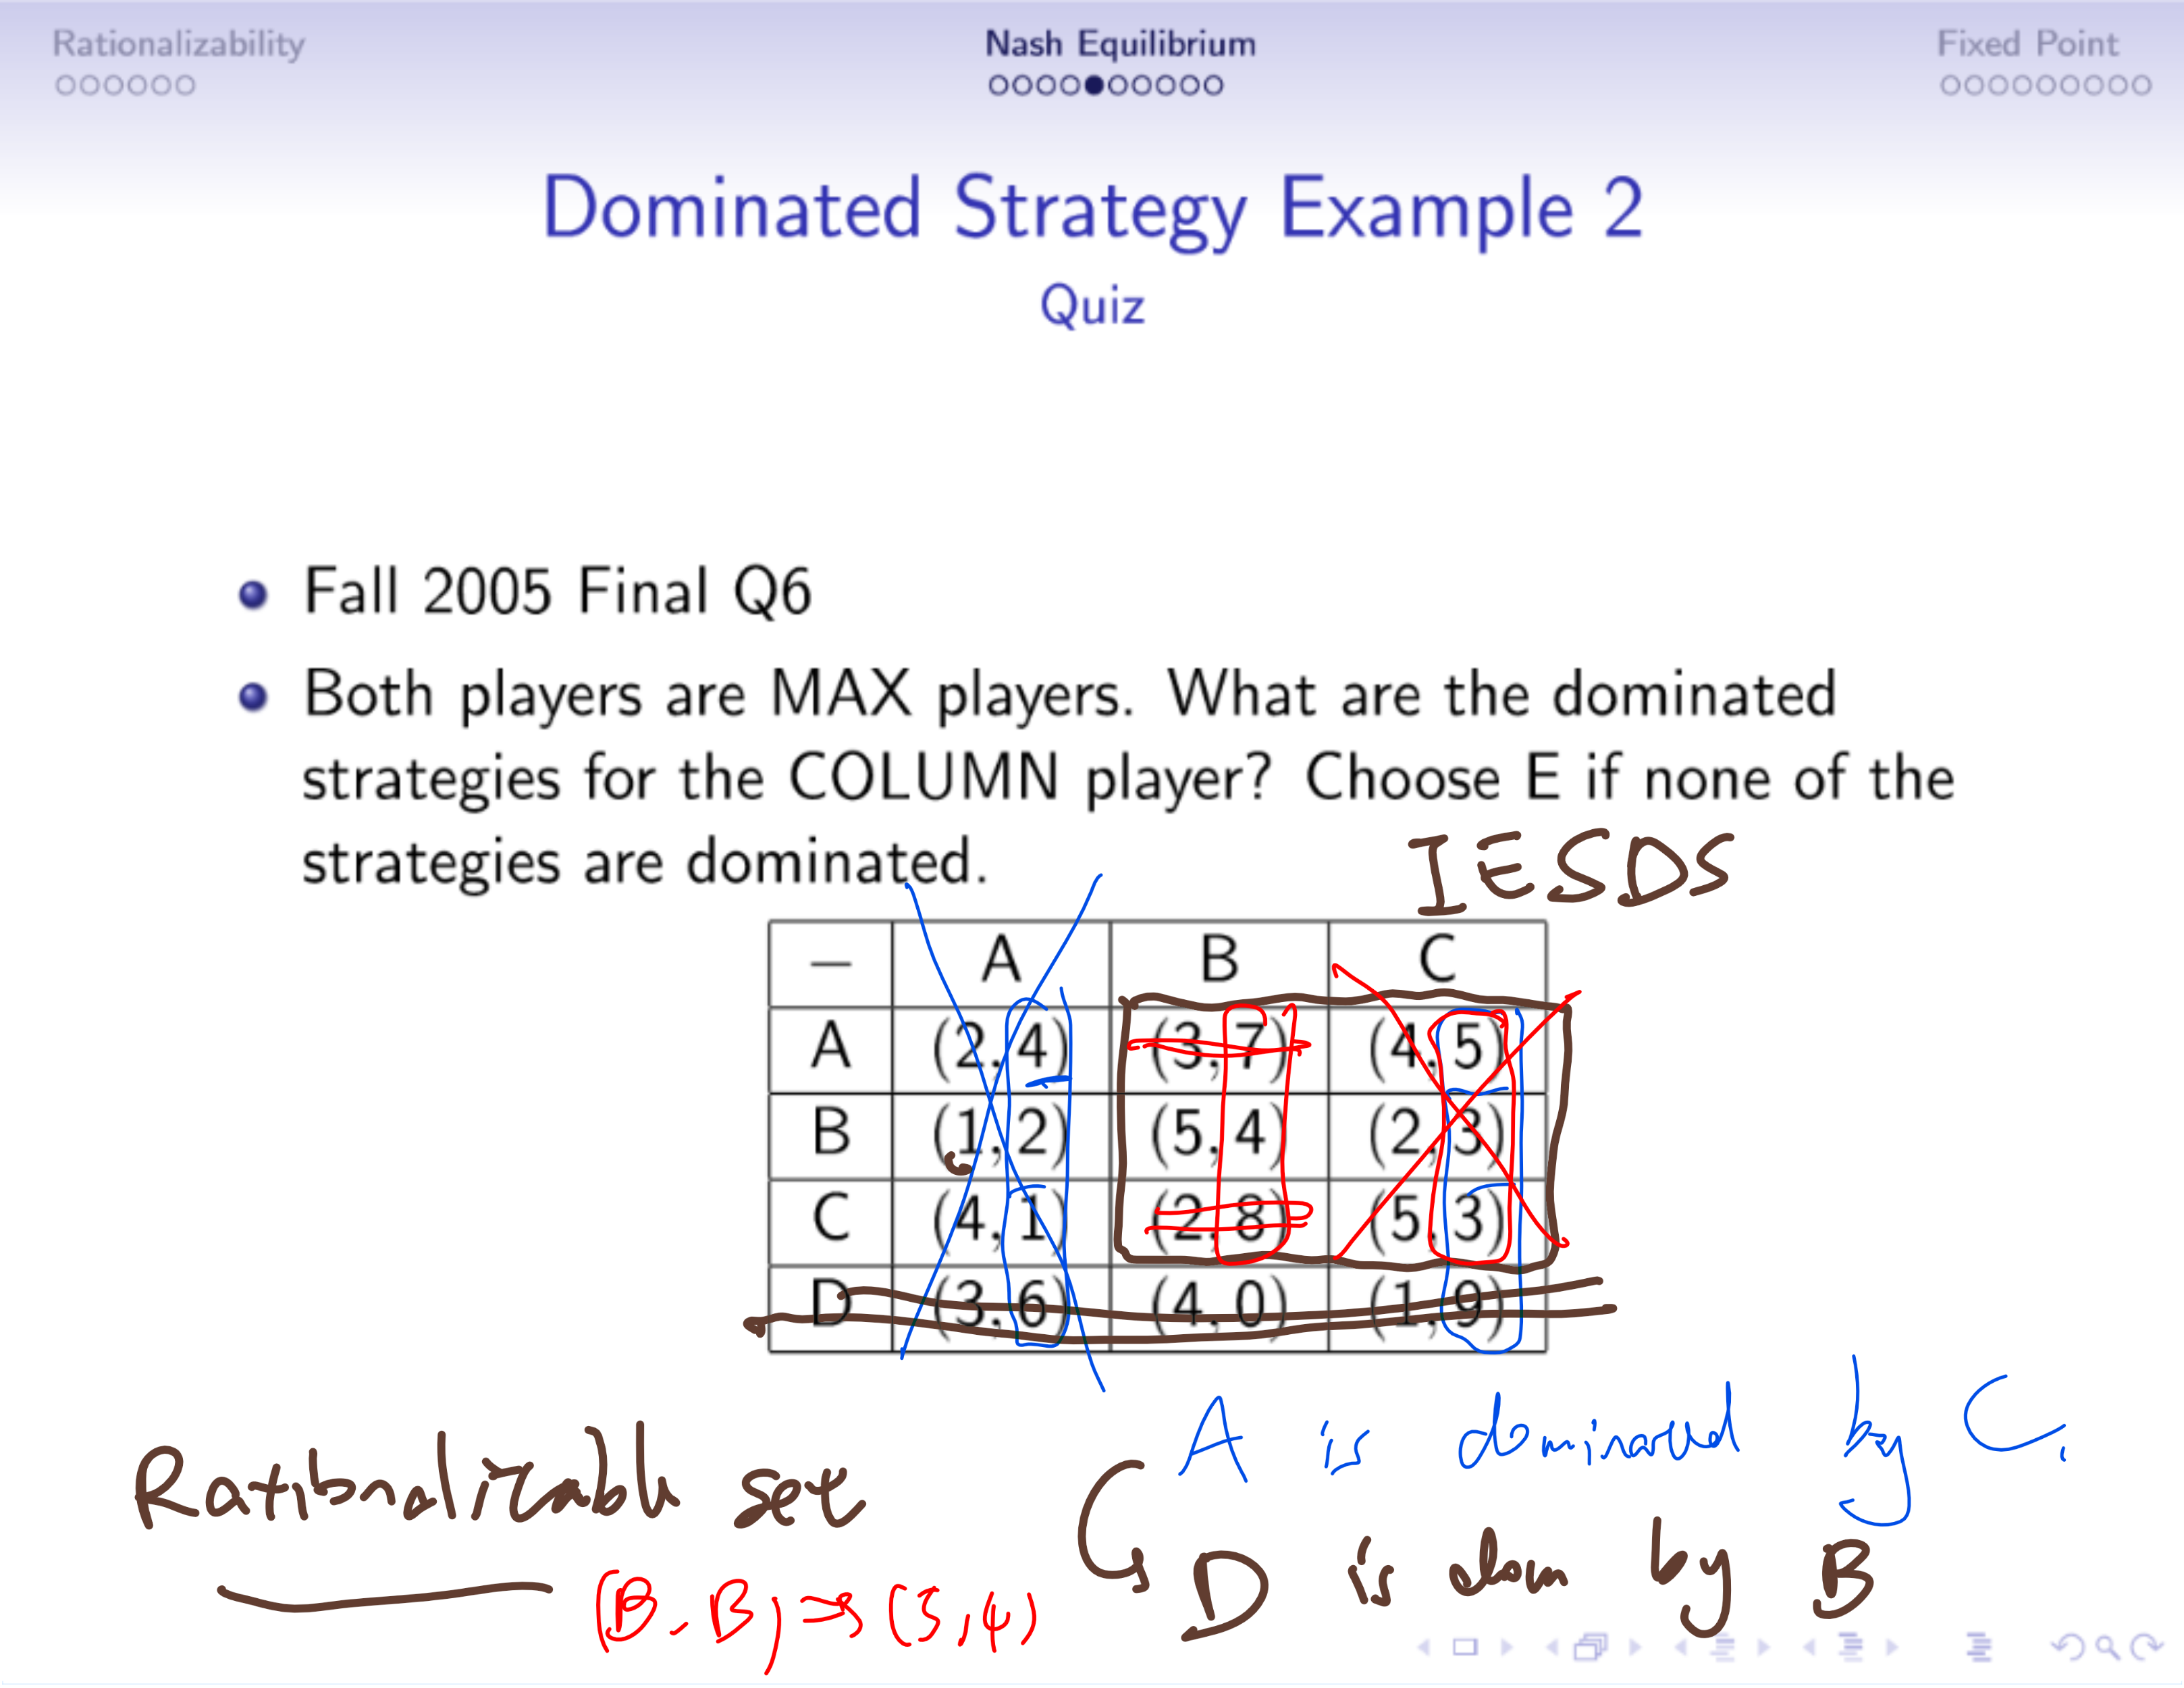 Rationalizability Nash Equilibrium Fixed Point
Dominated Strategy Example 2
Quiz
Fall 2005 Final Q6
Both players are MAX players. What are the dominated
strategies for the COLUMN player? Choose E if none of the
strategies are dominated.
IESDS
– A B C
A (2, 4) (3, 7) (4, 5)
B (1, 2) (5, 4) (2, 3)
C (4, 1) (2, 8) (5, 3)
D (3, 6) (4, 0) (1, 9)
A is dominated by C.
Rationalizable set
D is dom by B
(B, B) → (5, 4)